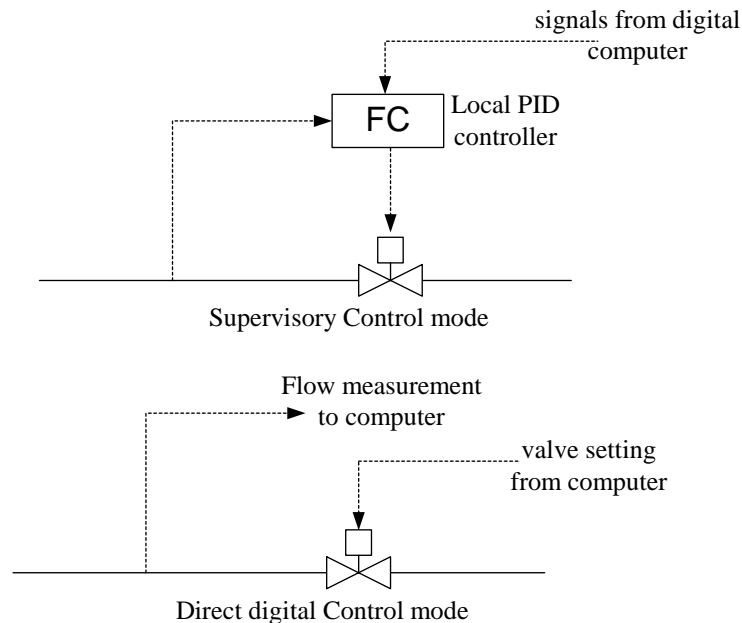 signals from digital
computer
FC
Local PID
controller
Supervisory Control mode
Flow measurement
to computer
valve setting
from computer
Direct digital Control mode